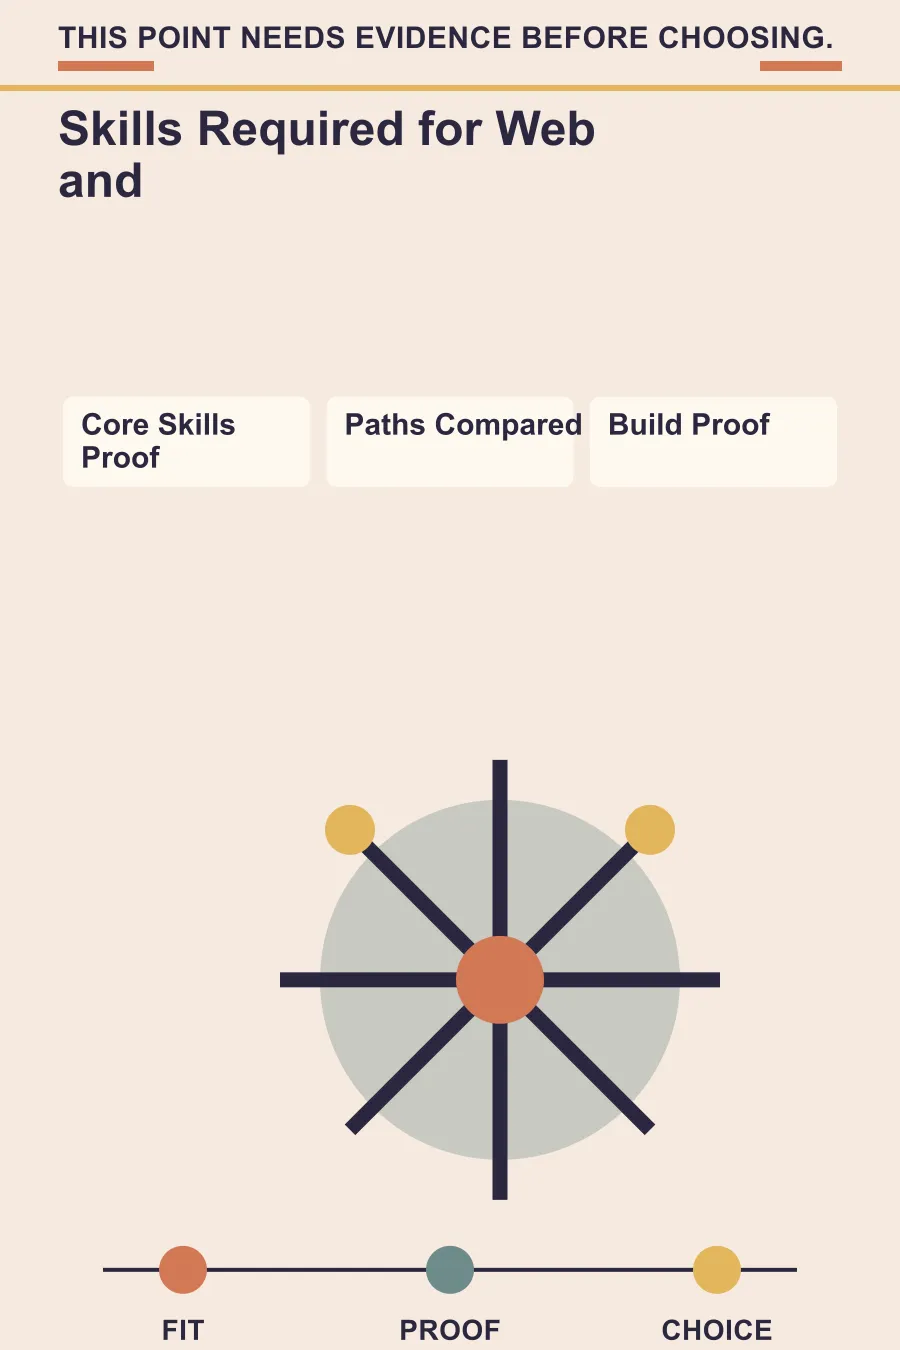 THIS POINT NEEDS EVIDENCE BEFORE CHOOSING.
Skills Required for Web
and
Core Skills
Proof
Paths Compared
Build Proof
FIT
PROOF
CHOICE